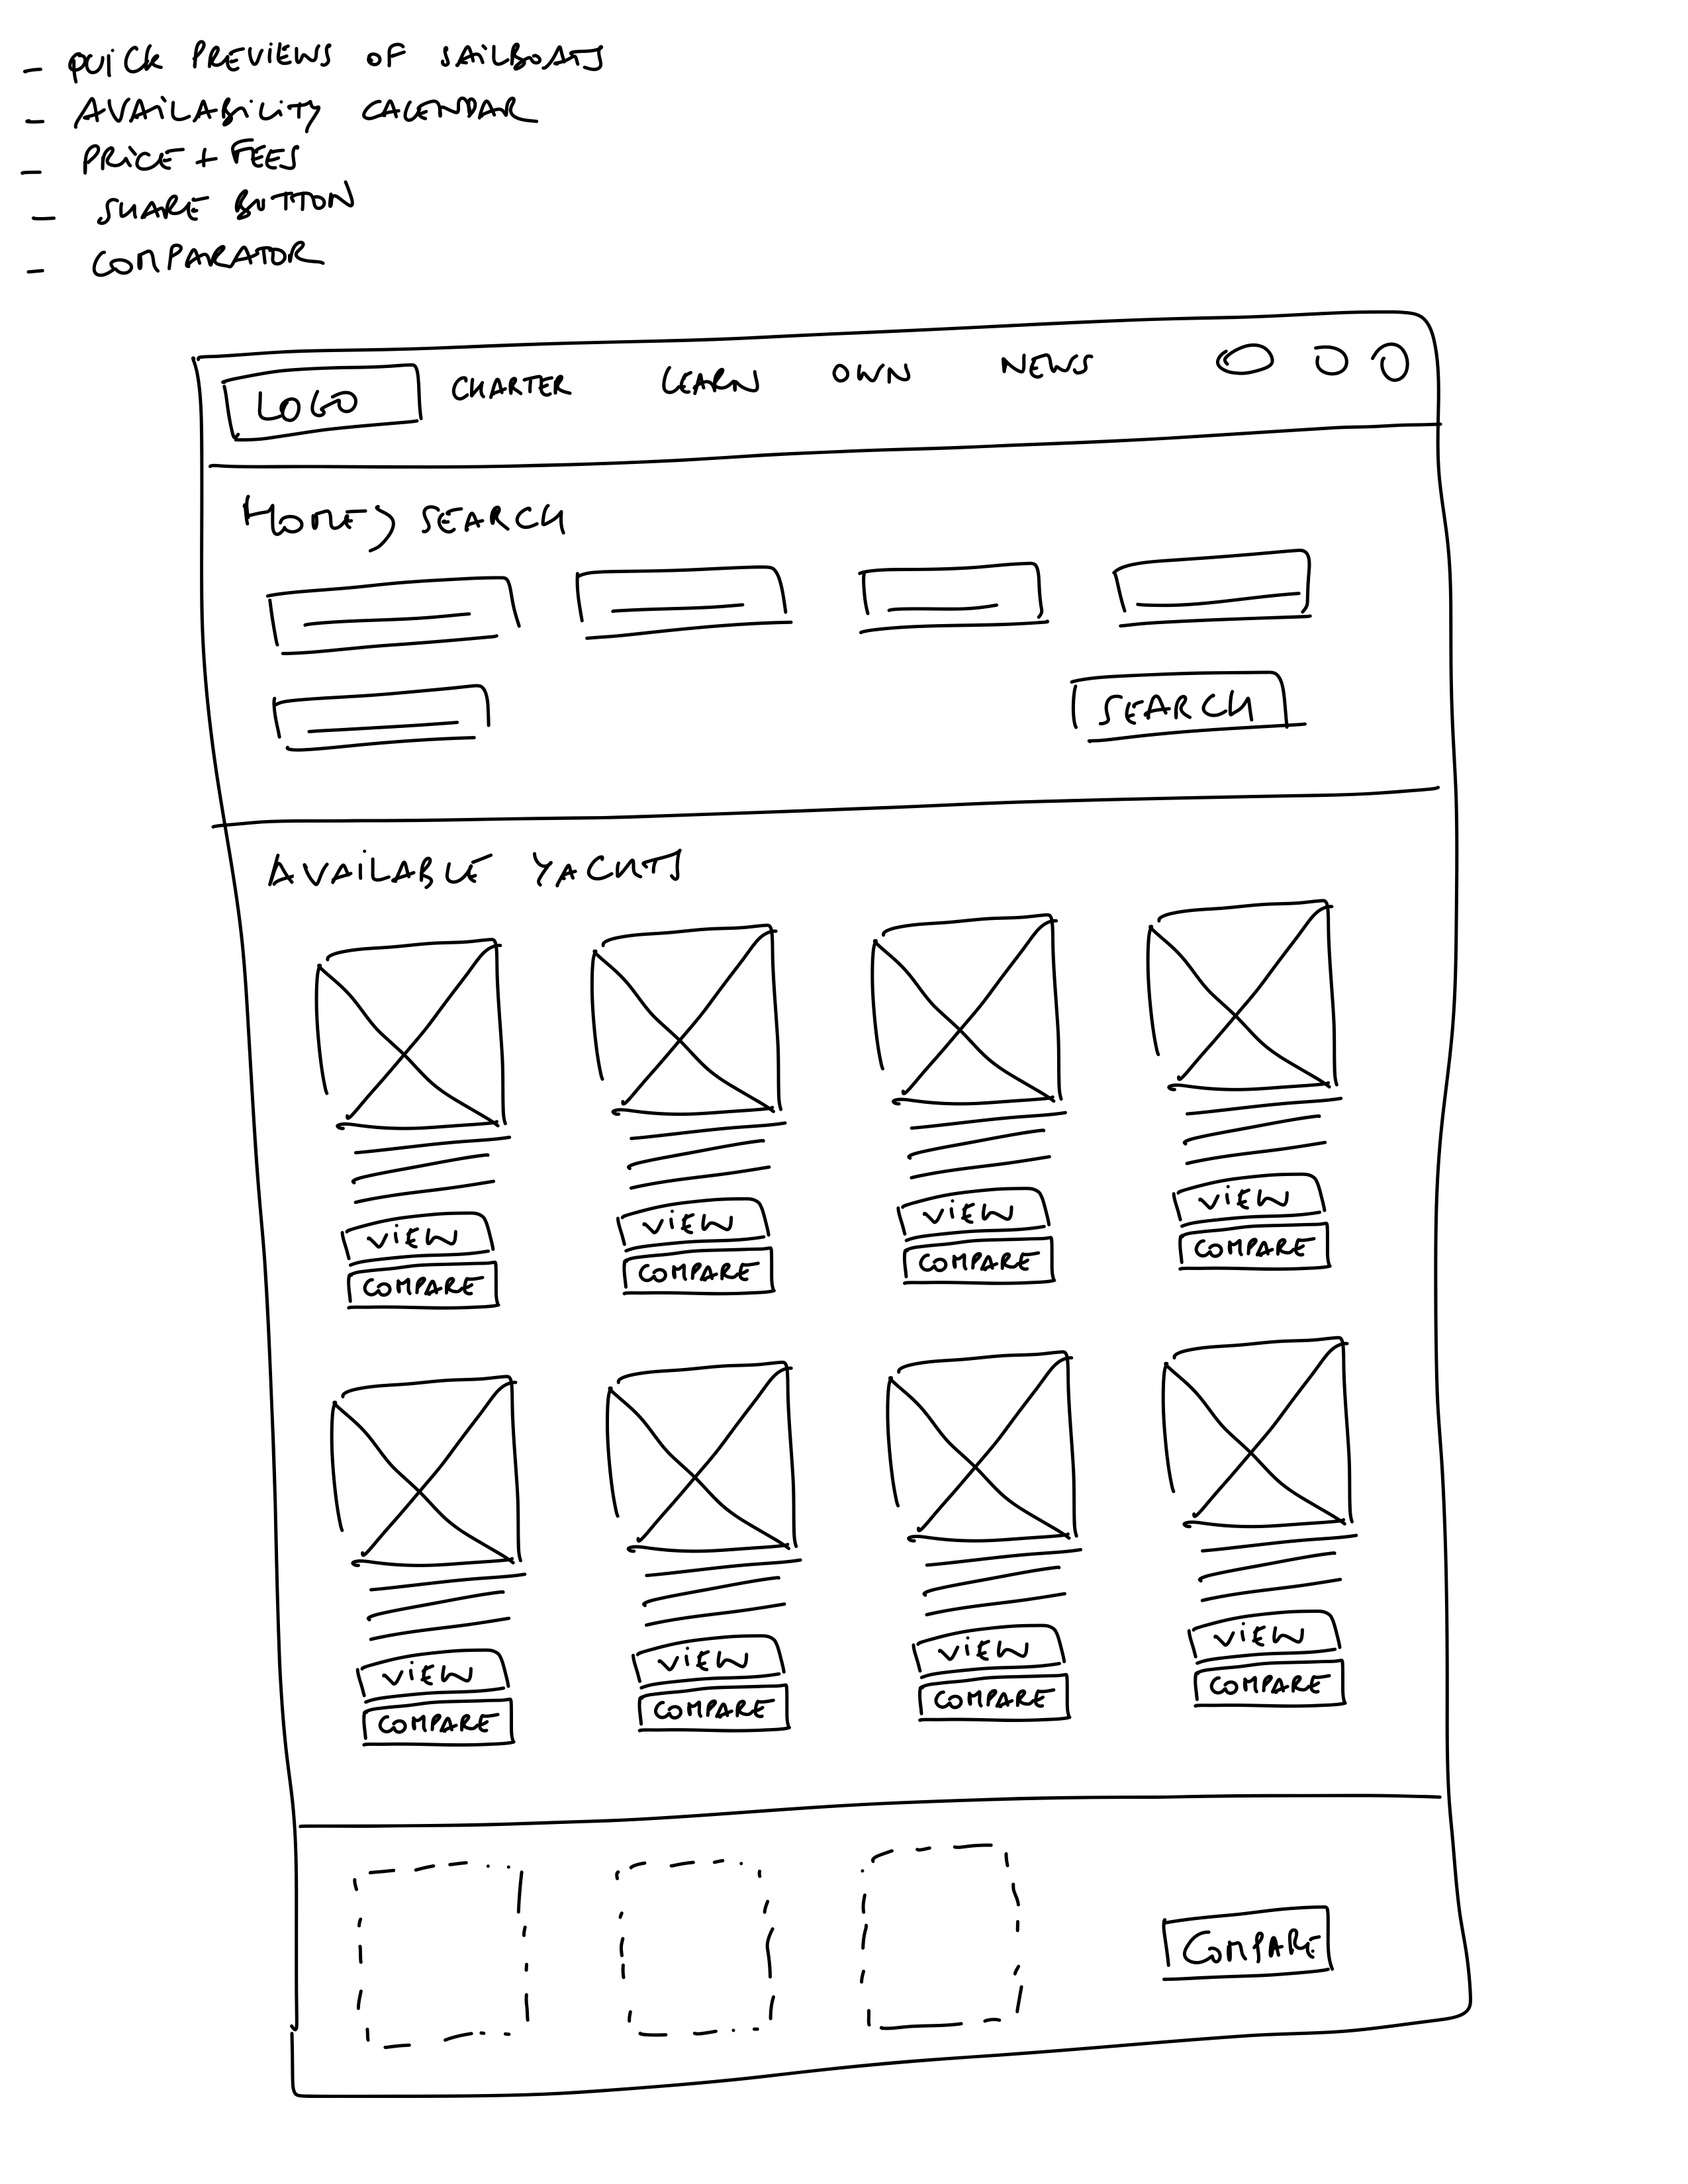 - QUICK PREVIEWS OF SAILBOATS
- AVAILABILITY CALENDAR
- PRICE + FEES
- SHARE BUTTON
- COMPARATOR
LOGO CHARTER LEARN OWN NEWS
HOME > SEARCH
SEARCH
AVAILABLE YACHTS
VIEW VIEW VIEW VIEW
COMPARE COMPARE COMPARE COMPARE
VIEW VIEW VIEW VIEW
COMPARE COMPARE COMPARE COMPARE
COMPARE